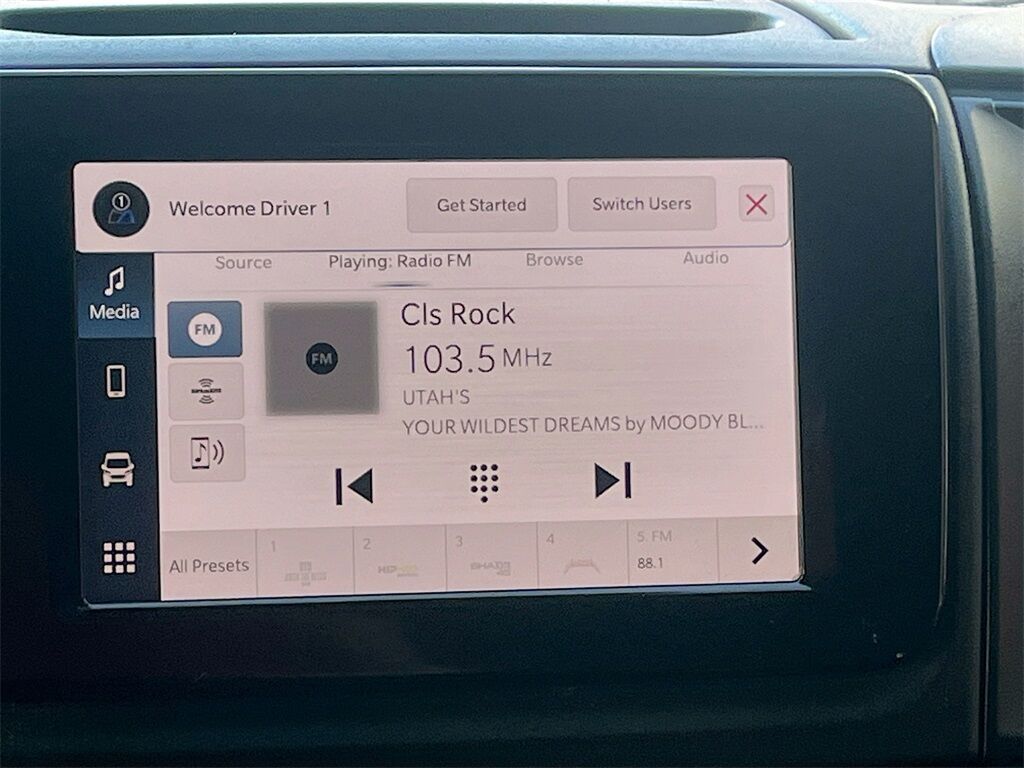 1
Welcome Driver 1
Get Started
Switch Users
Source
Playing: Radio FM
Browse
Audio
Media
FM
FM
Cls Rock
103.5 MHz
UTAH'S
YOUR WILDEST DREAMS by MOODY BL...
All Presets
1
2
3
4
5. FM
88.1